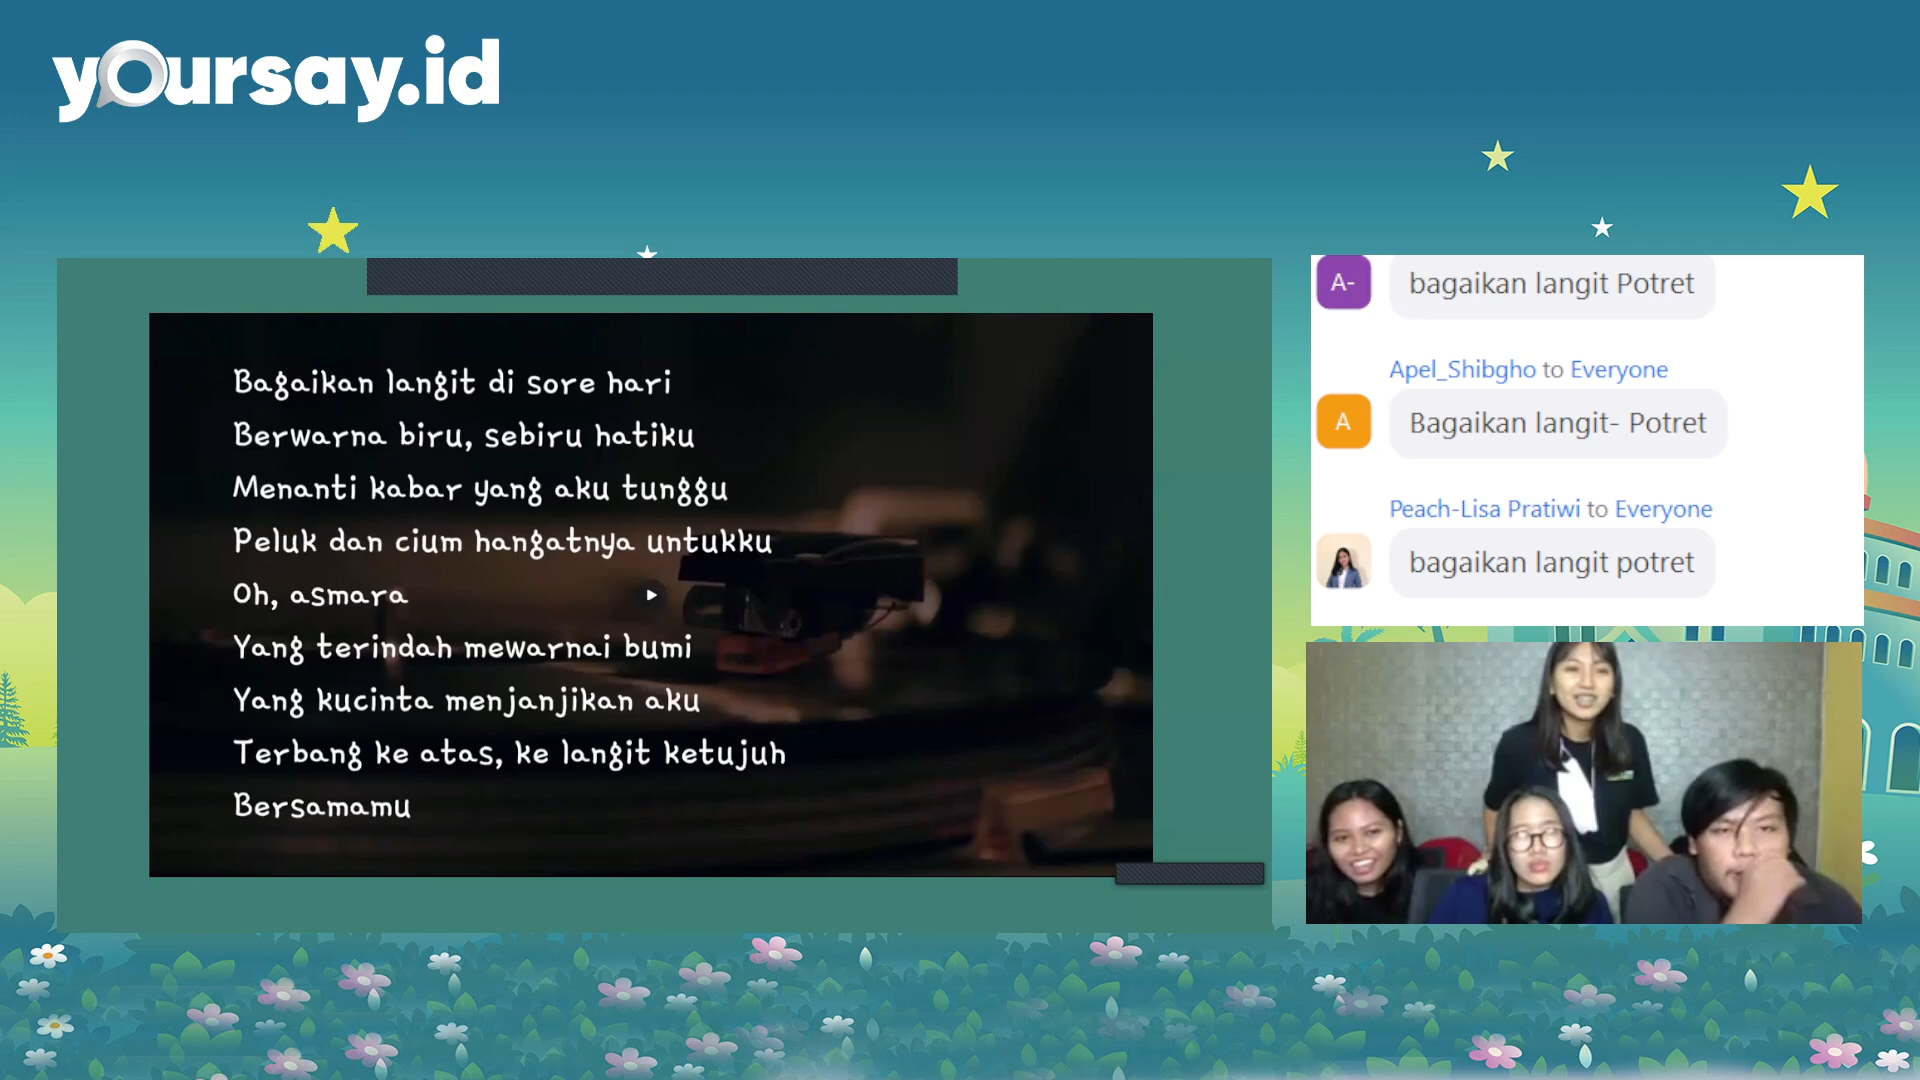 yoursay.id
Bagaikan langit di sore hari
Berwarna biru, sebiru hatiku
Menanti kabar yang aku tunggu
Peluk dan cium hangatnya untukku
Oh, asmara
Yang terindah mewarnai bumi
Yang kucinta menjanjikan aku
Terbang ke atas, ke langit ketujuh
Bersamamu
A-
bagaikan langit Potret
Apel_Shibgho to Everyone
A
Bagaikan langit- Potret
Peach-Lisa Pratiwi to Everyone
bagaikan langit potret